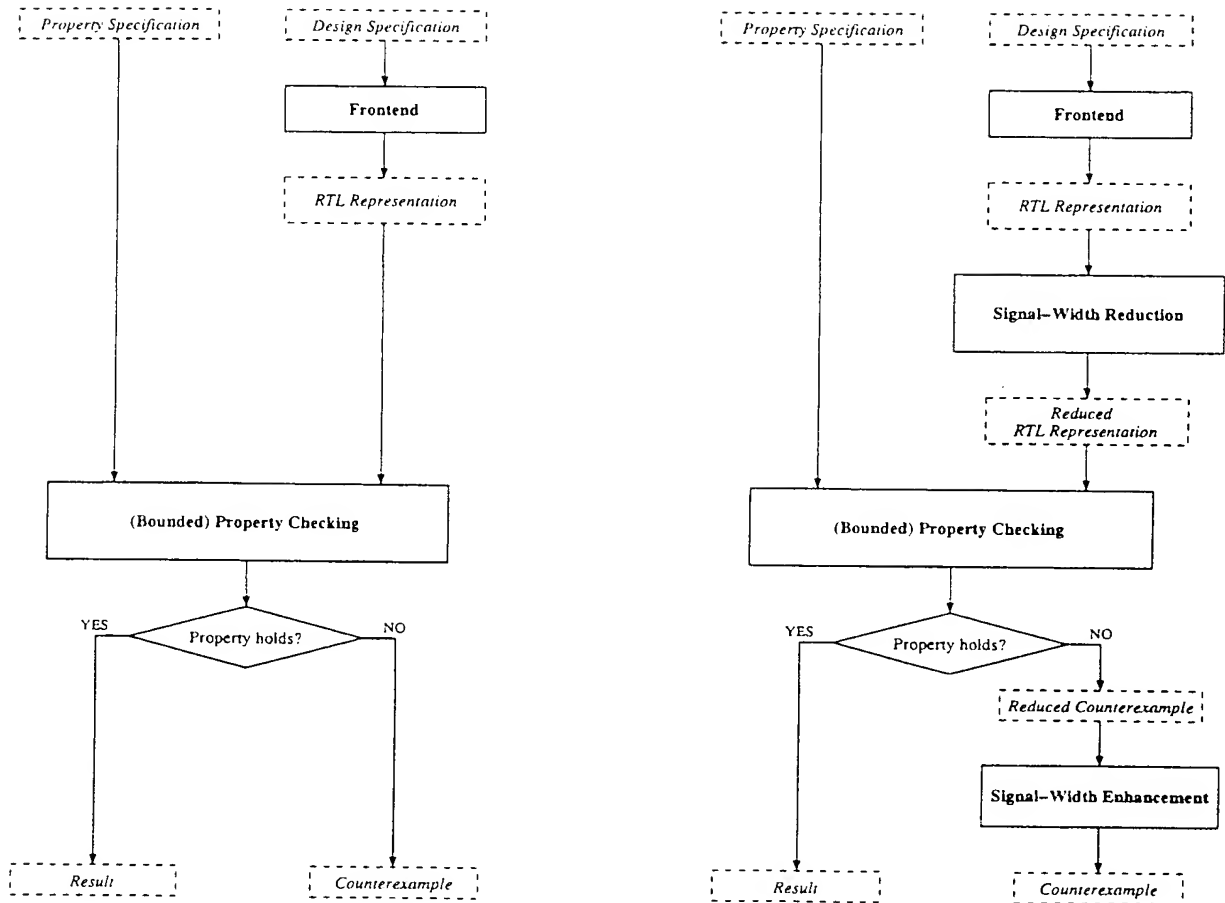 Property Specification
Design Specification
Frontend
RTL Representation
(Bounded) Property Checking
YES
Property holds?
NO
Result
Counterexample
Property Specification
Design Specification
Frontend
RTL Representation
Signal–Width Reduction
Reduced
RTL Representation
(Bounded) Property Checking
YES
Property holds?
NO
Reduced Counterexample
Signal–Width Enhancement
Result
Counterexample